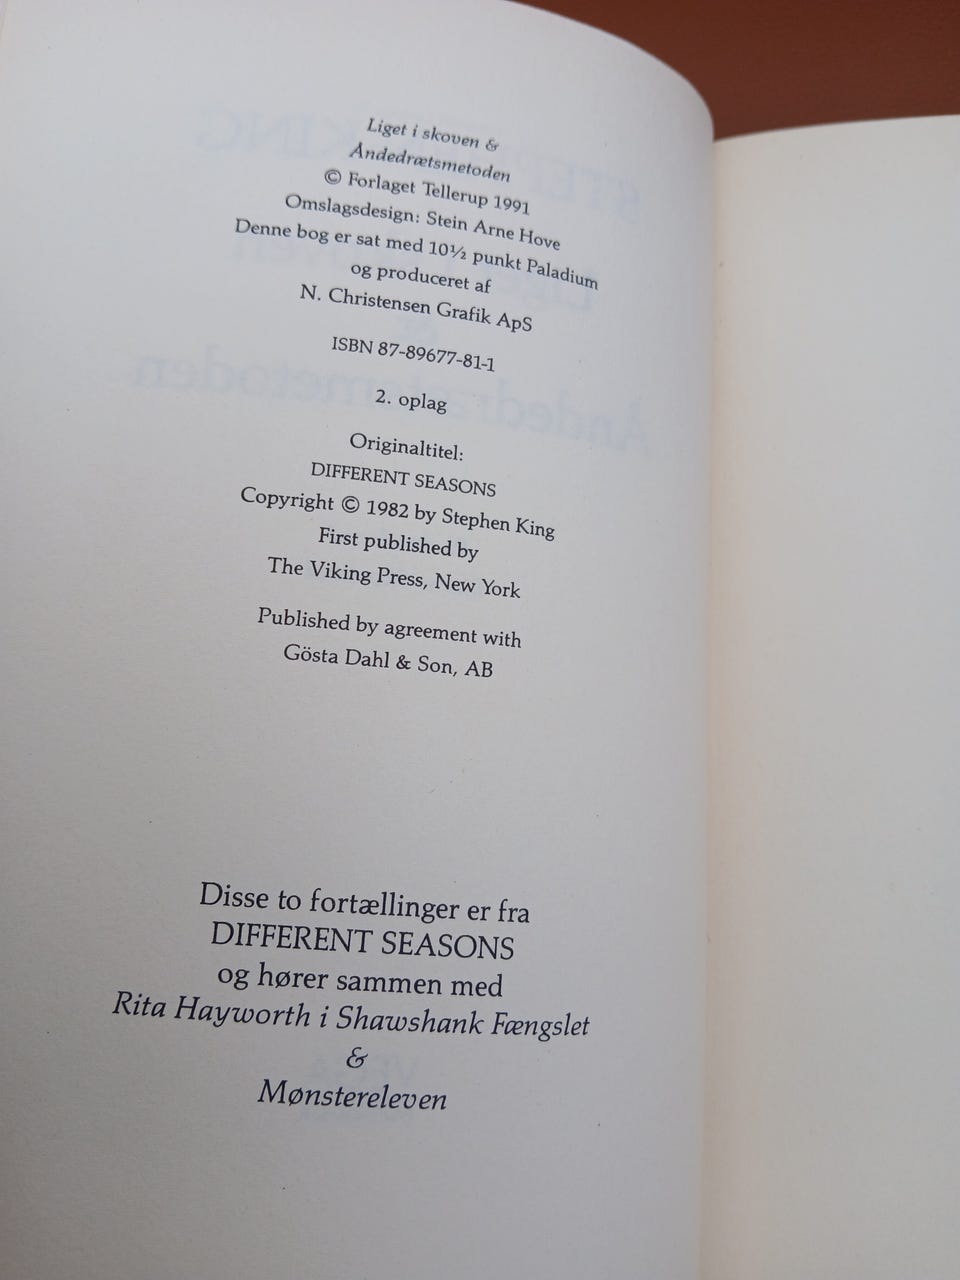 Liget i skoven &
Åndedrætsmetoden
© Forlaget Tellerup 1991
Omslagsdesign: Stein Arne Hove
Denne bog er sat med 10½ punkt Paladium
og produceret af
N. Christensen Grafik ApS
ISBN 87-89677-81-1
2. oplag
Originaltitel:
DIFFERENT SEASONS
Copyright © 1982 by Stephen King
First published by
The Viking Press, New York
Published by agreement with
Gösta Dahl & Son, AB
Disse to fortællinger er fra
DIFFERENT SEASONS
og hører sammen med
Rita Hayworth i Shawshank Fængslet
&
Mønstereleven